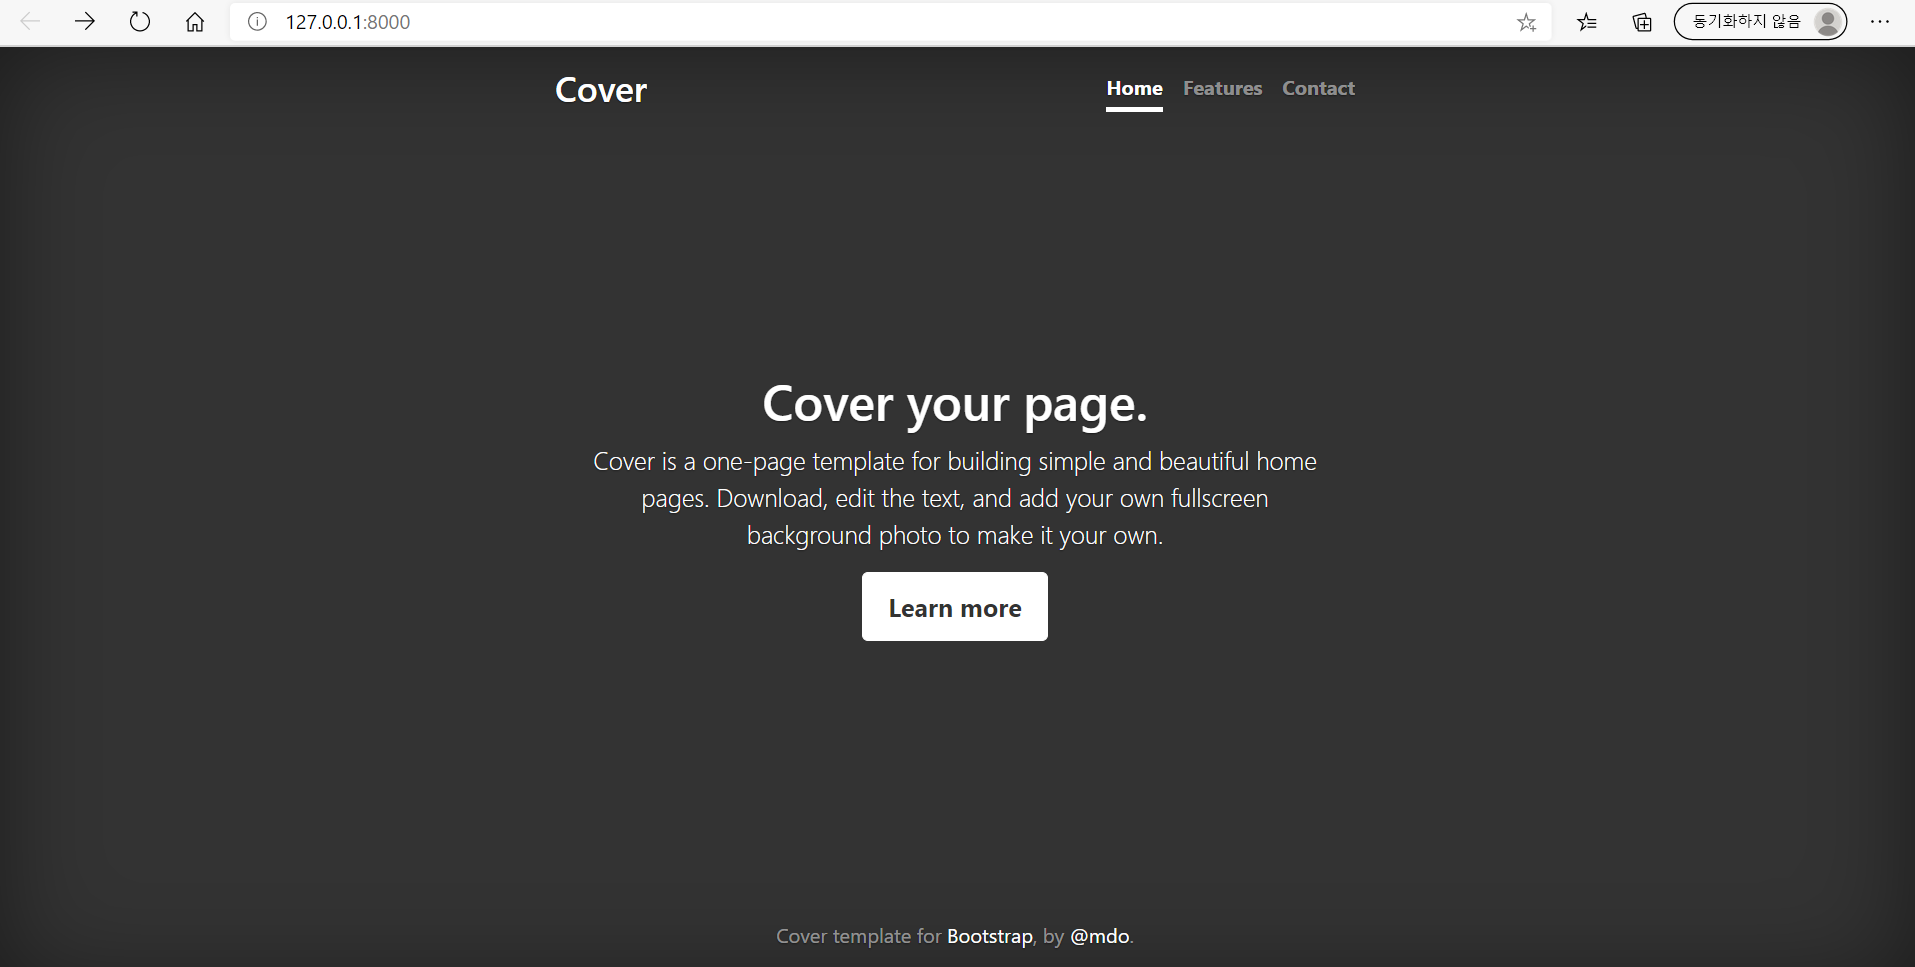 127.0.0.1:8000
동기화하지 않음
Cover
Home Features Contact
Cover your page.
Cover is a one-page template for building simple and beautiful home
pages. Download, edit the text, and add your own fullscreen
background photo to make it your own.
Learn more
Cover template for Bootstrap, by @mdo.